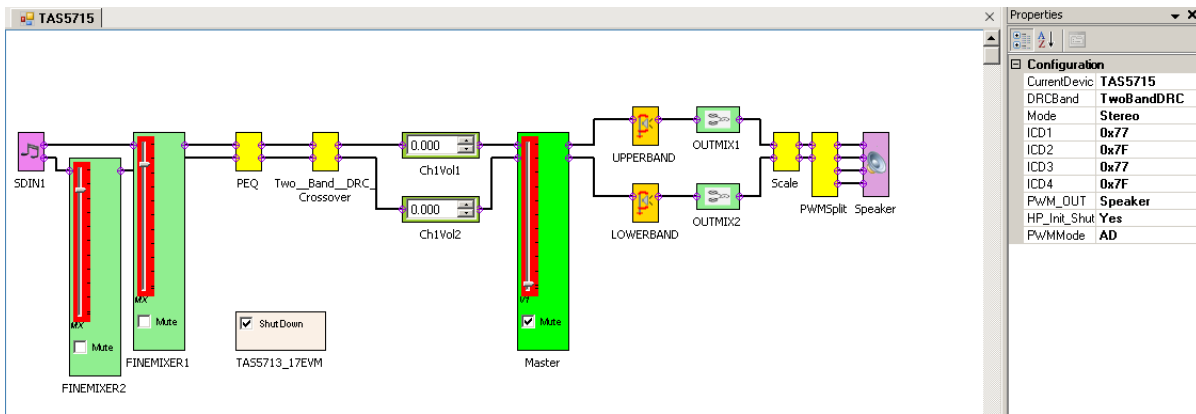 TAS5715
SDIN1
MX
Mute
FINEMIXER2
MX
Mute
FINEMIXER1
PEQ
Two__Band__DRC_
Crossover
ShutDown
TAS5713_17EVM
0.000
Ch1Vol1
0.000
Ch1Vol2
Mute
Master
UPPERBAND
LOWERBAND
OUTMIX1
OUTMIX2
Scale
PWMSplit
Speaker
Properties
Configuration
CurrentDevic TAS5715
DRCBand TwoBandDRC
Mode Stereo
ICD1 0x77
ICD2 0x7F
ICD3 0x77
ICD4 0x7F
PWM_OUT Speaker
HP_Init_Shut Yes
PWMMode AD